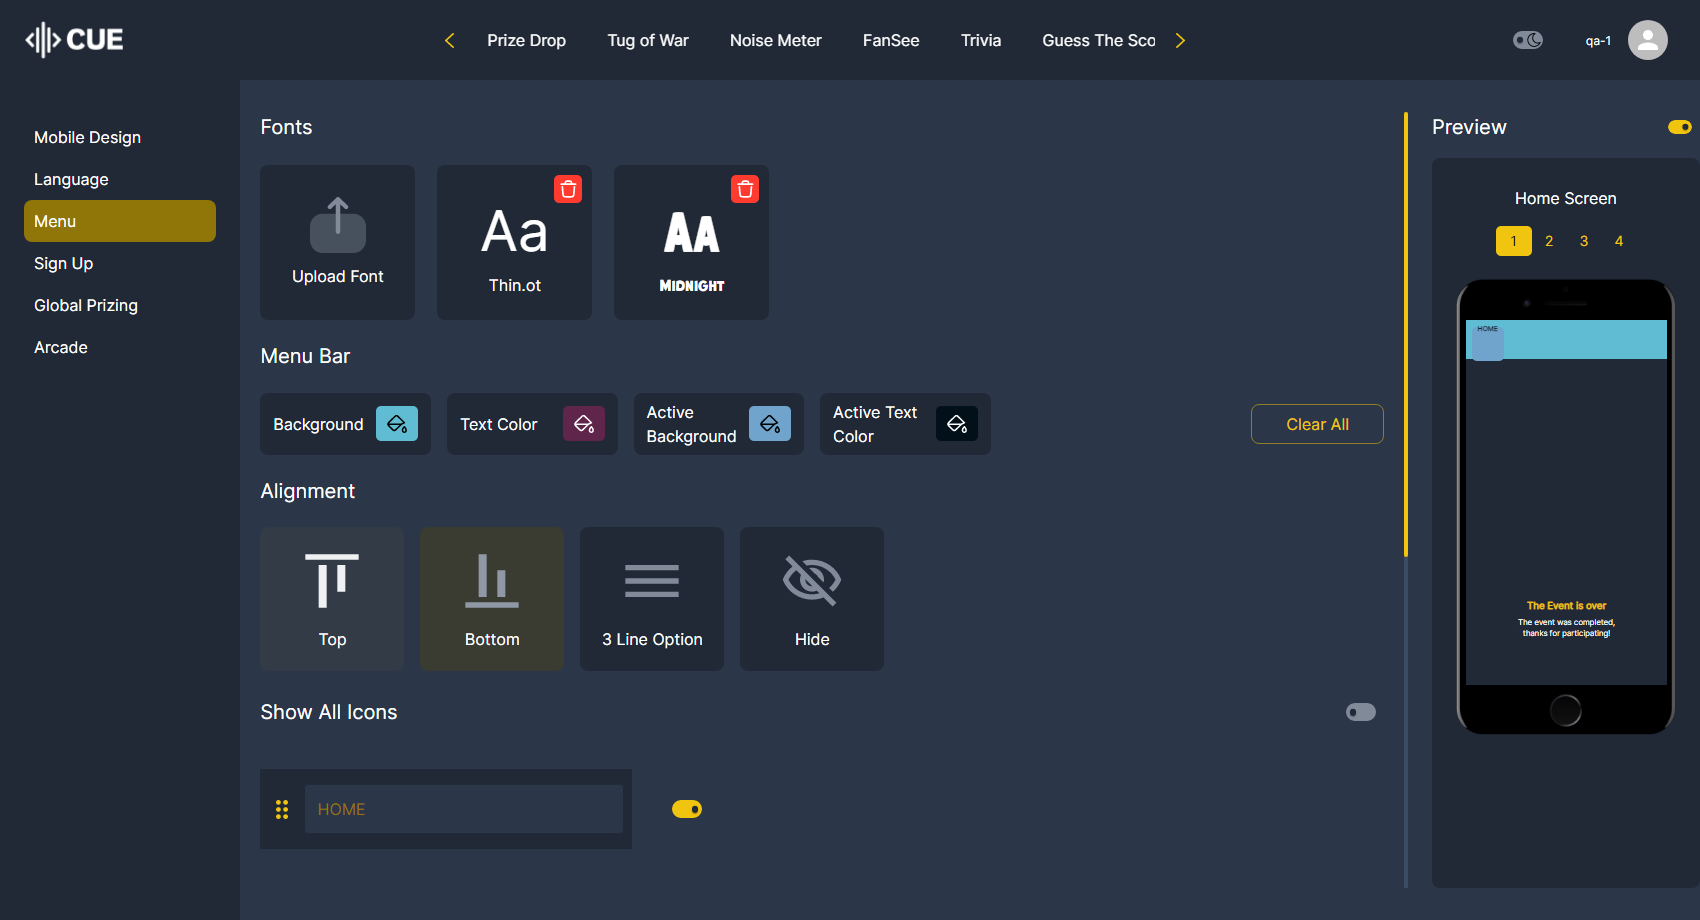 CUE
Prize Drop
Tug of War
Noise Meter
FanSee
Trivia
Guess The Sco
qa-1
Mobile Design
Language
Menu
Sign Up
Global Prizing
Arcade
Fonts
Upload Font
Aa
Thin.ot
AA
MIDNIGHT
Menu Bar
Background
Text Color
Active
Background
Active Text
Color
Clear All
Alignment
Top
Bottom
3 Line Option
Hide
Show All Icons
HOME
Preview
Home Screen
1 2 3 4
HOME
The Event is over
The event was completed,
thanks for participating!